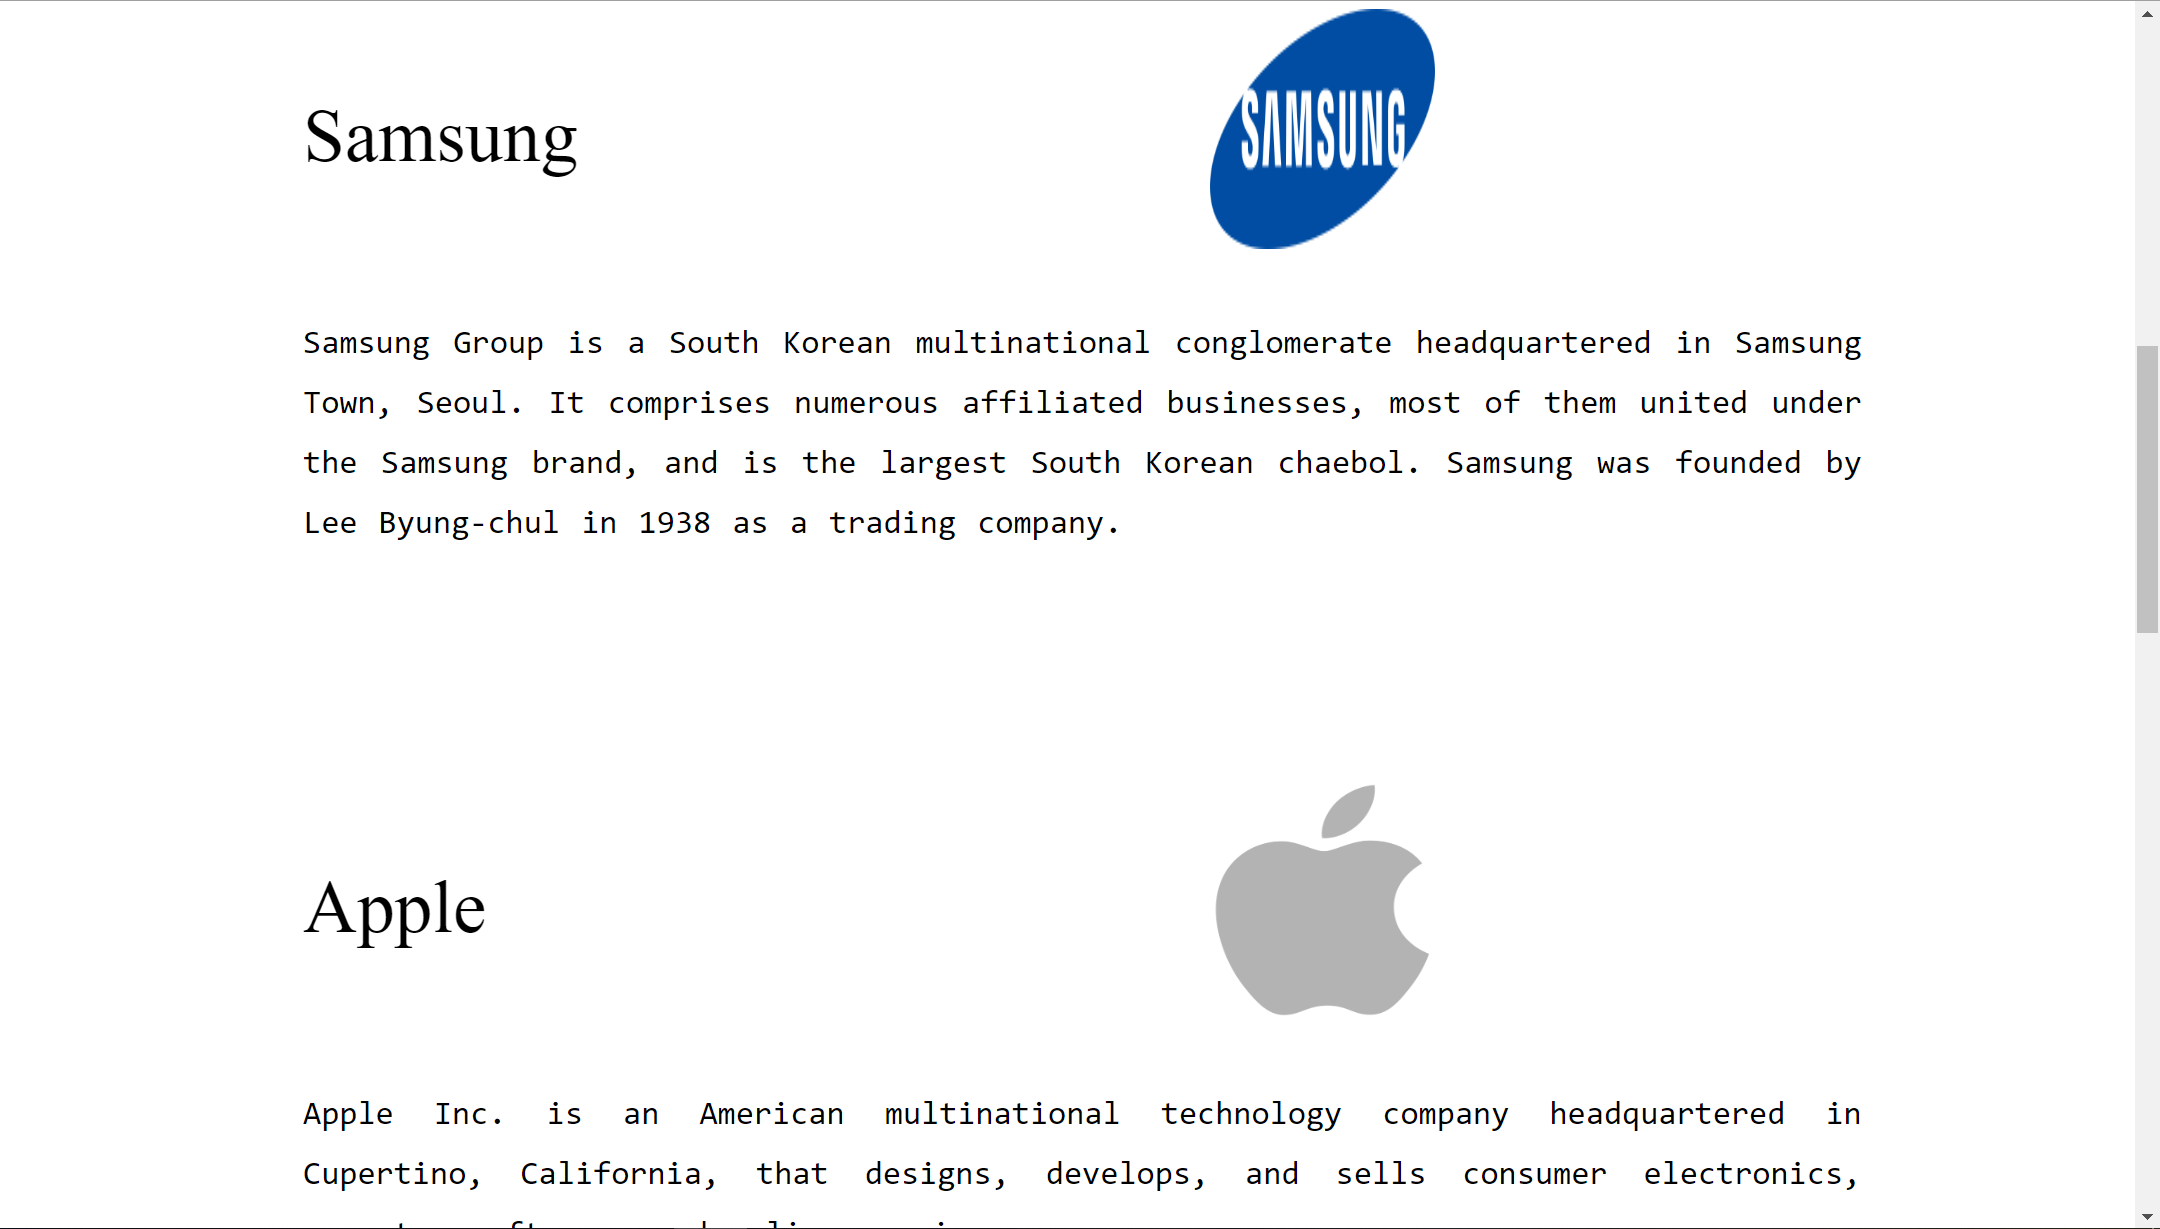 Samsung
SAMSUNG
Samsung Group is a South Korean multinational conglomerate headquartered in Samsung
Town, Seoul. It comprises numerous affiliated businesses, most of them united under
the Samsung brand, and is the largest South Korean chaebol. Samsung was founded by
Lee Byung-chul in 1938 as a trading company.
Apple
Apple Inc. is an American multinational technology company headquartered in
Cupertino, California, that designs, develops, and sells consumer electronics,